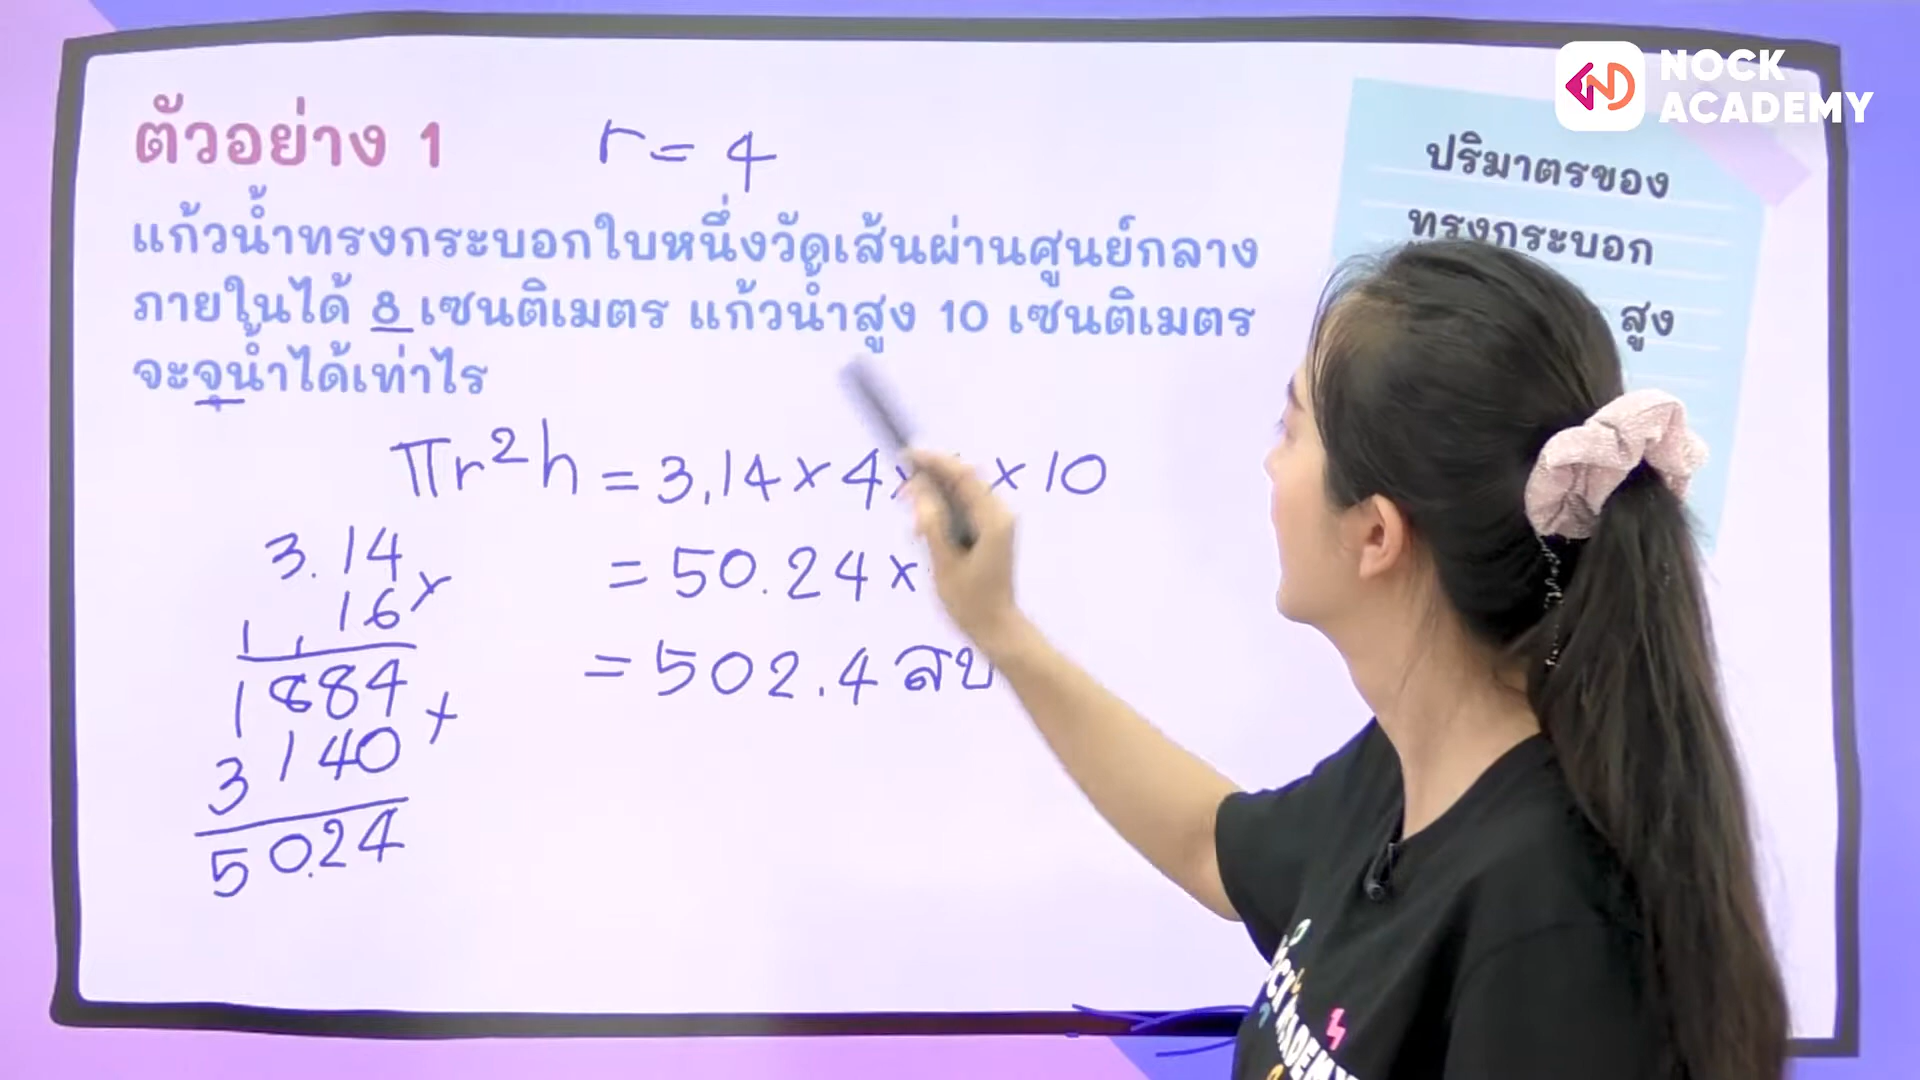 NOCK
ACADEMY
ตัวอย่าง 1
r = 4
แก้วน้ำทรงกระบอกใบหนึ่งวัดเส้นผ่านศูนย์กลาง
ภายในได้ 8 เซนติเมตร แก้วน้ำสูง 10 เซนติเมตร
จะจุน้ำได้เท่าไร
ปริมาตรของ
ทรงกระบอก
สูง
πr²h = 3.14 × 4 × × 10
= 50.24 ×
= 502.4 ลบ
3.14
16 ×
1 1
1884
3140 +
50.24